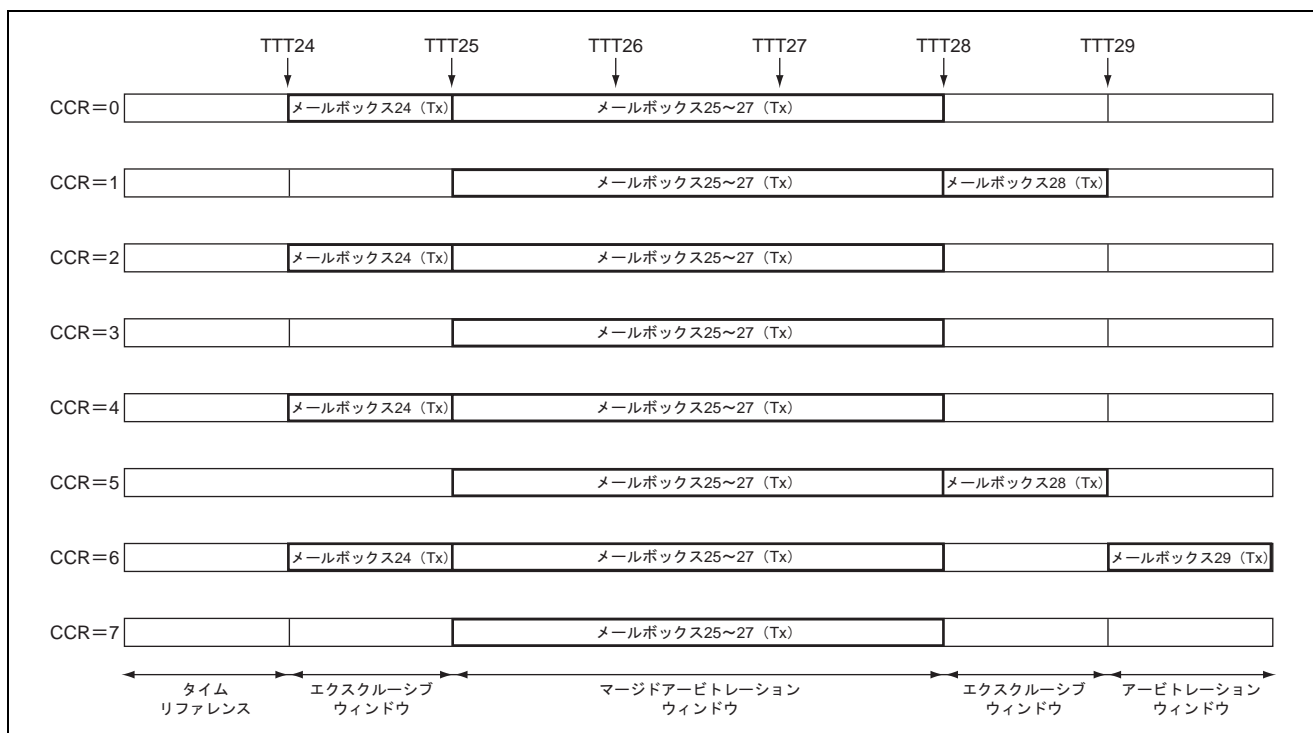 TTT24 TTT25 TTT26 TTT27 TTT28 TTT29
CCR=0 メールボックス24（Tx） メールボックス25～27（Tx）
CCR=1 メールボックス25～27（Tx） メールボックス28（Tx）
CCR=2 メールボックス24（Tx） メールボックス25～27（Tx）
CCR=3 メールボックス25～27（Tx）
CCR=4 メールボックス24（Tx） メールボックス25～27（Tx）
CCR=5 メールボックス25～27（Tx） メールボックス28（Tx）
CCR=6 メールボックス24（Tx） メールボックス25～27（Tx） メールボックス29（Tx）
CCR=7 メールボックス25～27（Tx）
タイム エクスクルーシブ マージドアービトレーション エクスクルーシブ アービトレーション
リファレンス ウィンドウ ウィンドウ ウィンドウ ウィンドウ